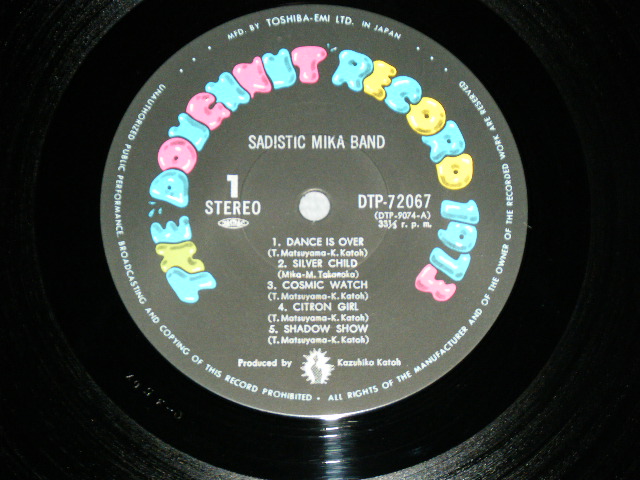 MFD. BY TOSHIBA-EMI LTD. IN JAPAN
UNAUTHORIZED PUBLIC PERFORMANCE BROADCASTING AND COPYING OF THIS RECORD PROHIBITED • ALL RIGHTS OF THE MANUFACTURER AND OF THE OWNER OF THE RECORDED WORK ARE RESERVED
THE DOUGHNUT RECORD 1973
SADISTIC MIKA BAND
1
STEREO
DTP-72067
(DTP-9074-A)
33⅓ r. p. m.
1. DANCE IS OVER
(T. Matsuyama-K. Katoh)
2. SILVER CHILD
(Mika-M. Takanaka)
3. COSMIC WATCH
(T. Matsuyama-K. Katoh)
4. CITRON GIRL
(T. Matsuyama-K. Katoh)
5. SHADOW SHOW
(T. Matsuyama-K. Katoh)
Produced by Kazuhiko Katoh